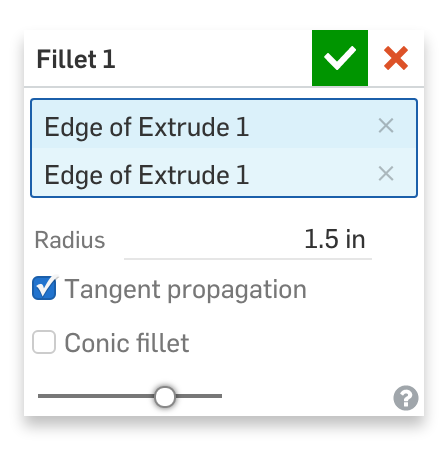 Fillet 1
Edge of Extrude 1
Edge of Extrude 1
Radius 1.5 in
Tangent propagation
Conic fillet
?